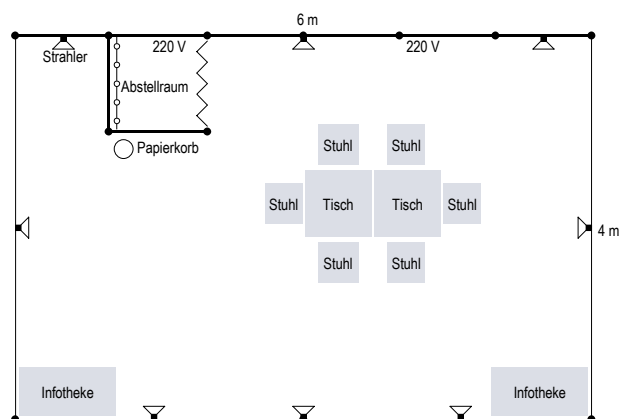 6 m
220 V
220 V
Strahler
Abstellraum
Papierkorb
Stuhl
Stuhl
Stuhl
Tisch
Tisch
Stuhl
4 m
Stuhl
Stuhl
Infotheke
Infotheke